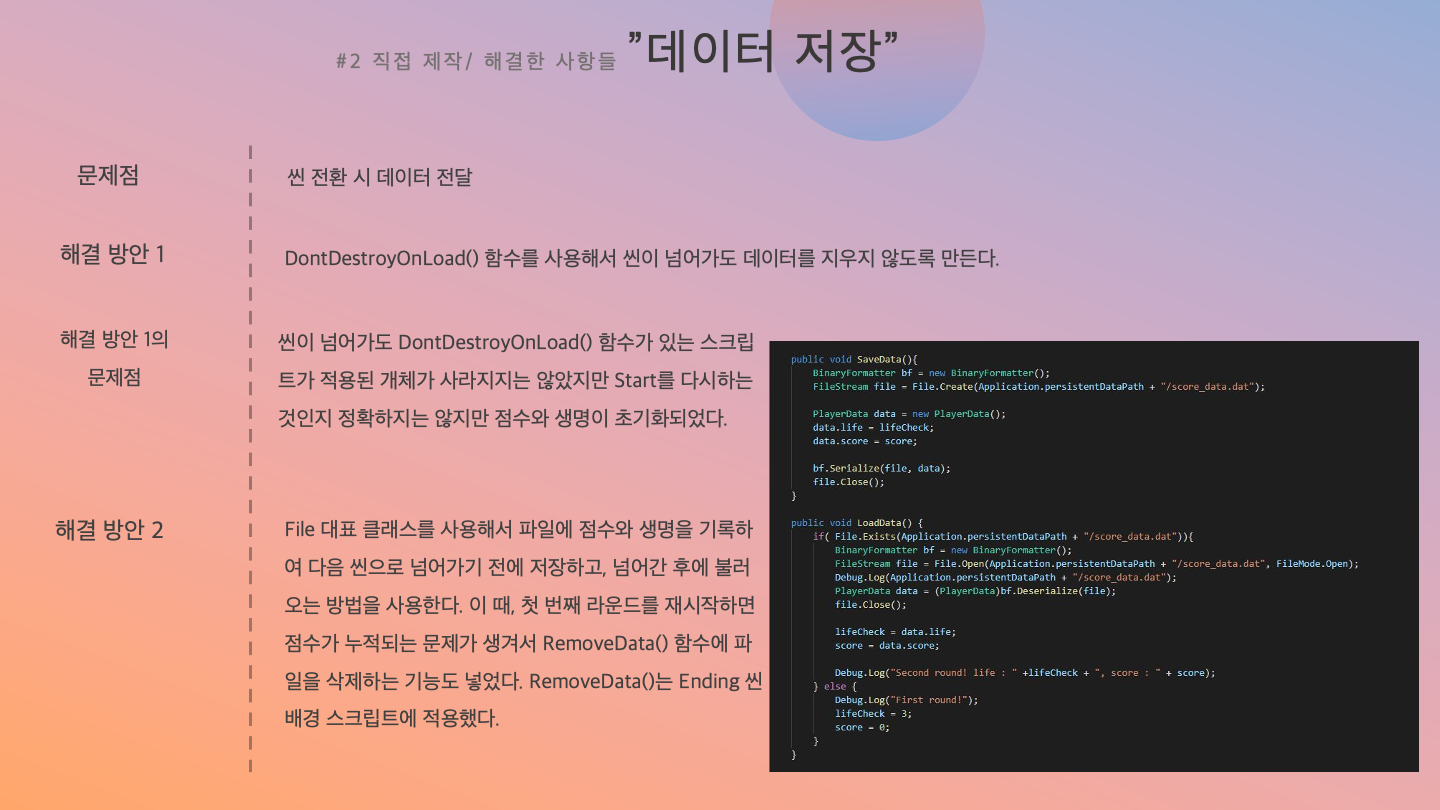 #2 직접 제작/ 해결한 사항들 ”데이터 저장”
문제점
씬 전환 시 데이터 전달
해결 방안 1
DontDestroyOnLoad() 함수를 사용해서 씬이 넘어가도 데이터를 지우지 않도록 만든다.
해결 방안 1의
문제점
씬이 넘어가도 DontDestroyOnLoad() 함수가 있는 스크립
트가 적용된 개체가 사라지지는 않았지만 Start를 다시하는
것인지 정확하지는 않지만 점수와 생명이 초기화되었다.
해결 방안 2
File 대표 클래스를 사용해서 파일에 점수와 생명을 기록하
여 다음 씬으로 넘어가기 전에 저장하고, 넘어간 후에 불러
오는 방법을 사용한다. 이 때, 첫 번째 라운드를 재시작하면
점수가 누적되는 문제가 생겨서 RemoveData() 함수에 파
일을 삭제하는 기능도 넣었다. RemoveData()는 Ending 씬
배경 스크립트에 적용했다.
public void SaveData(){
BinaryFormatter bf = new BinaryFormatter();
FileStream file = File.Create(Application.persistentDataPath + "/score_data.dat");
PlayerData data = new PlayerData();
data.life = lifeCheck;
data.score = score;
bf.Serialize(file, data);
file.Close();
}
public void LoadData() {
if( File.Exists(Application.persistentDataPath + "/score_data.dat")){
BinaryFormatter bf = new BinaryFormatter();
FileStream file = File.Open(Application.persistentDataPath + "/score_data.dat", FileMode.Open);
Debug.Log(Application.persistentDataPath + "/score_data.dat");
PlayerData data = (PlayerData)bf.Deserialize(file);
file.Close();
lifeCheck = data.life;
score = data.score;
Debug.Log("Second round! life : " +lifeCheck + ", score : " + score);
} else {
Debug.Log("First round!");
lifeCheck = 3;
score = 0;
}
}